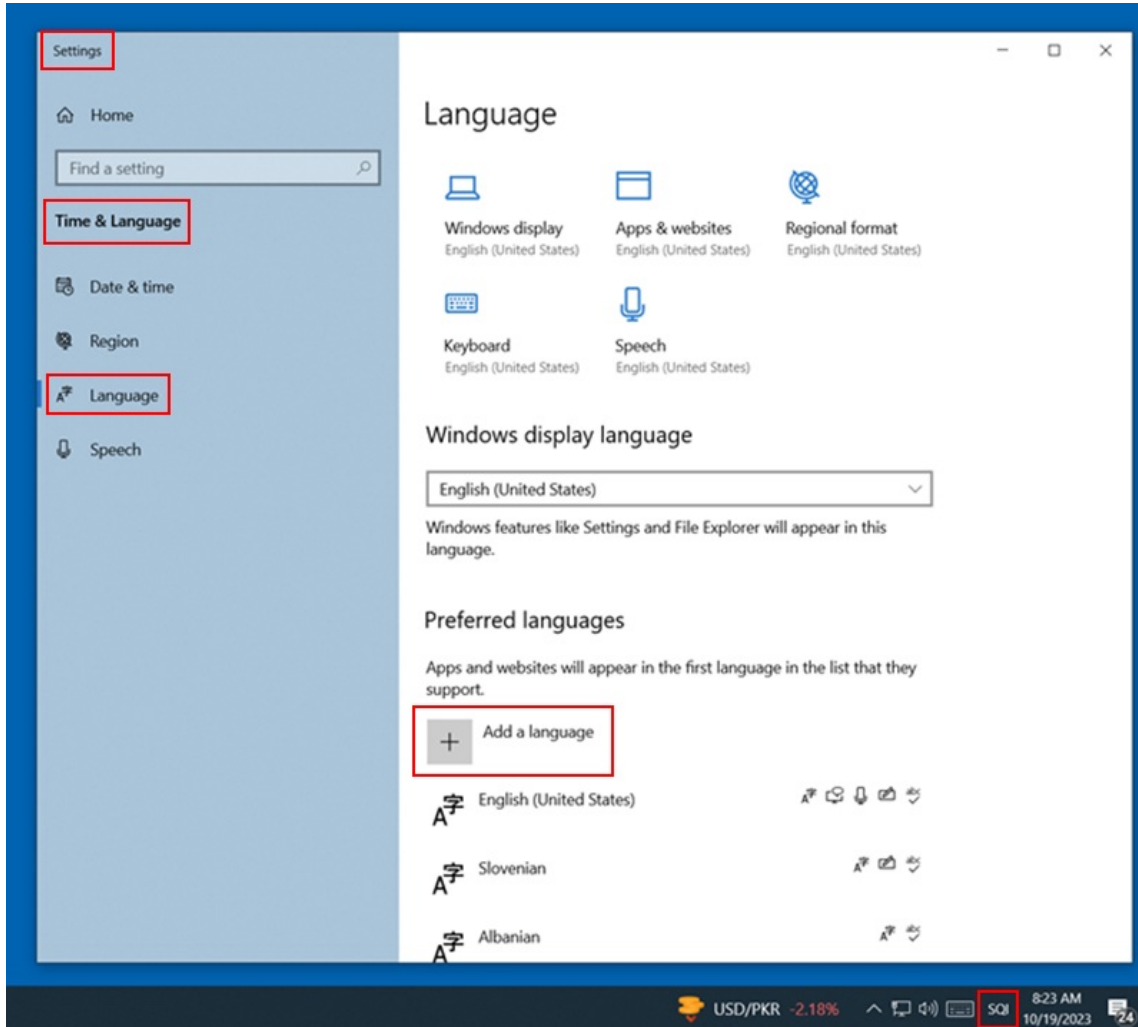 Settings
Home
Find a setting
Time & Language
Date & time
Region
Language
Speech
Language
Windows display
English (United States)
Apps & websites
English (United States)
Regional format
English (United States)
Keyboard
English (United States)
Speech
English (United States)
Windows display language
English (United States)
Windows features like Settings and File Explorer will appear in this
language.
Preferred languages
Apps and websites will appear in the first language in the list that they
support.
Add a language
English (United States)
Slovenian
Albanian
USD/PKR -2.18%
SQI
8:23 AM
10/19/2023
24